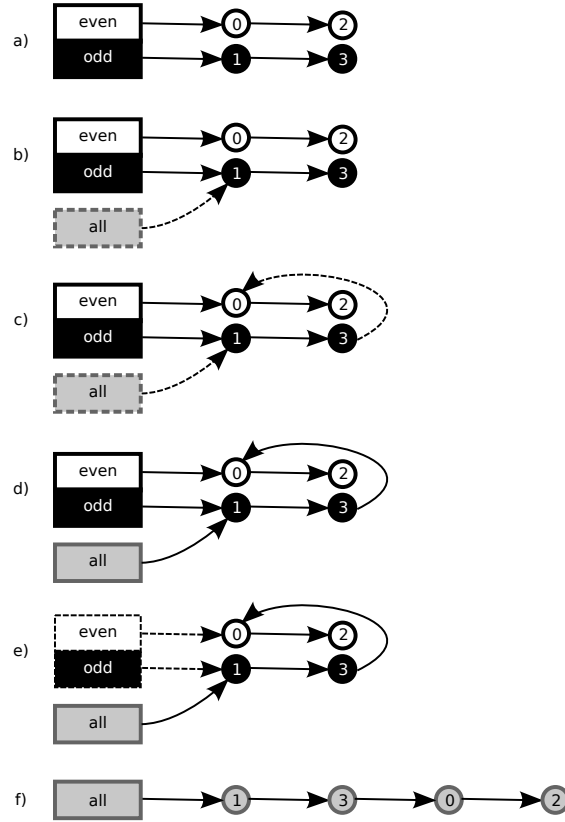 a) even 0 2
odd 1 3
b) even 0 2
odd 1 3
all
c) even 0 2
odd 1 3
all
d) even 0 2
odd 1 3
all
e) even 0 2
odd 1 3
all
f) all 1 3 0 2